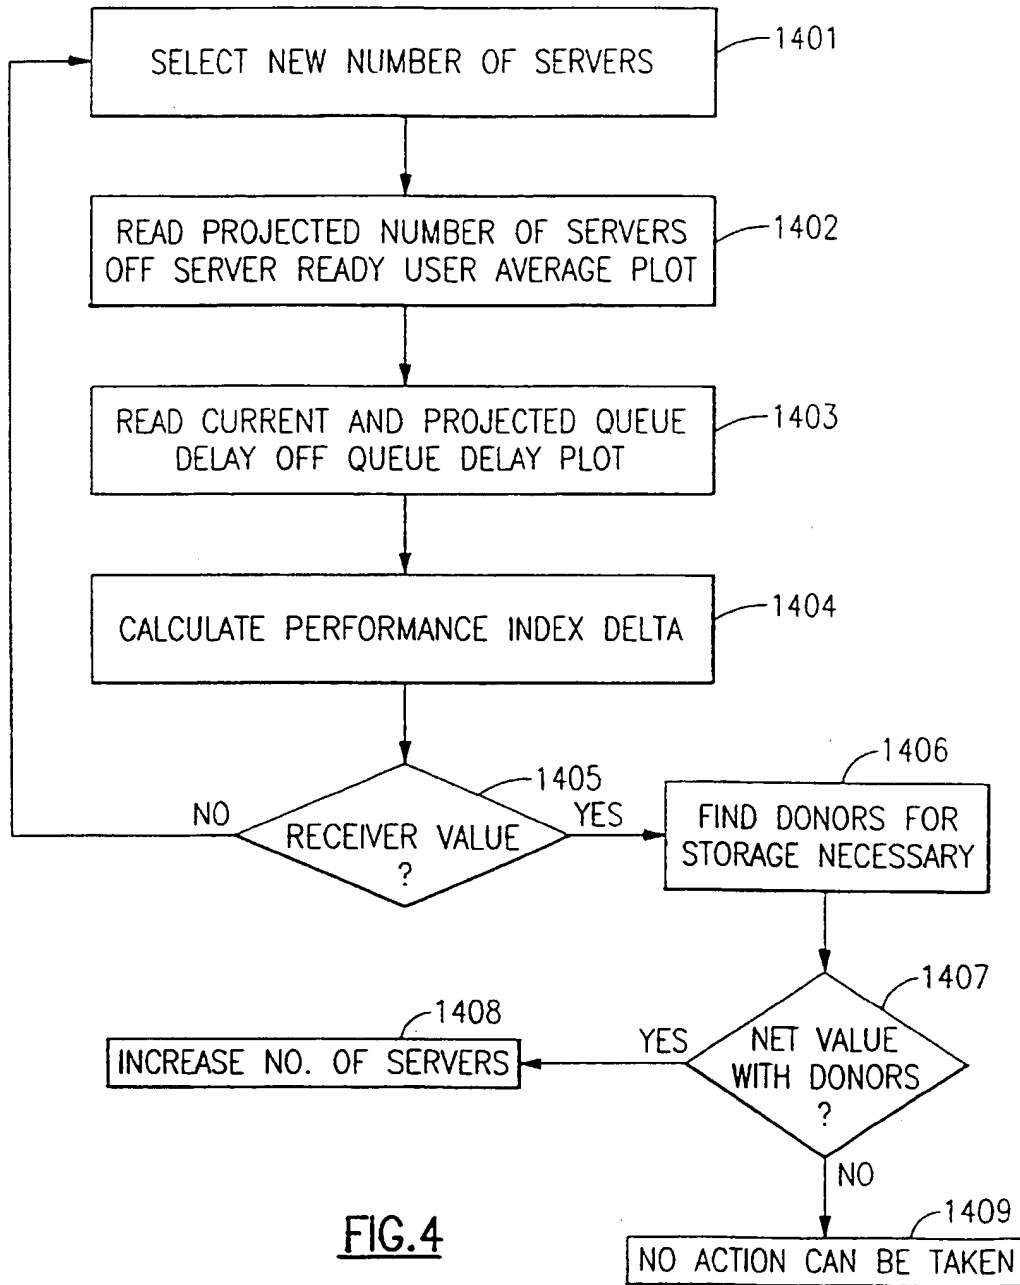 SELECT NEW NUMBER OF SERVERS
1401
READ PROJECTED NUMBER OF SERVERS
OFF SERVER READY USER AVERAGE PLOT
1402
READ CURRENT AND PROJECTED QUEUE
DELAY OFF QUEUE DELAY PLOT
1403
CALCULATE PERFORMANCE INDEX DELTA
1404
RECEIVER VALUE
?
1405
NO
YES
FIND DONORS FOR
STORAGE NECESSARY
1406
NET VALUE
WITH DONORS
?
1407
YES
INCREASE NO. OF SERVERS
1408
NO
NO ACTION CAN BE TAKEN
1409
FIG.4